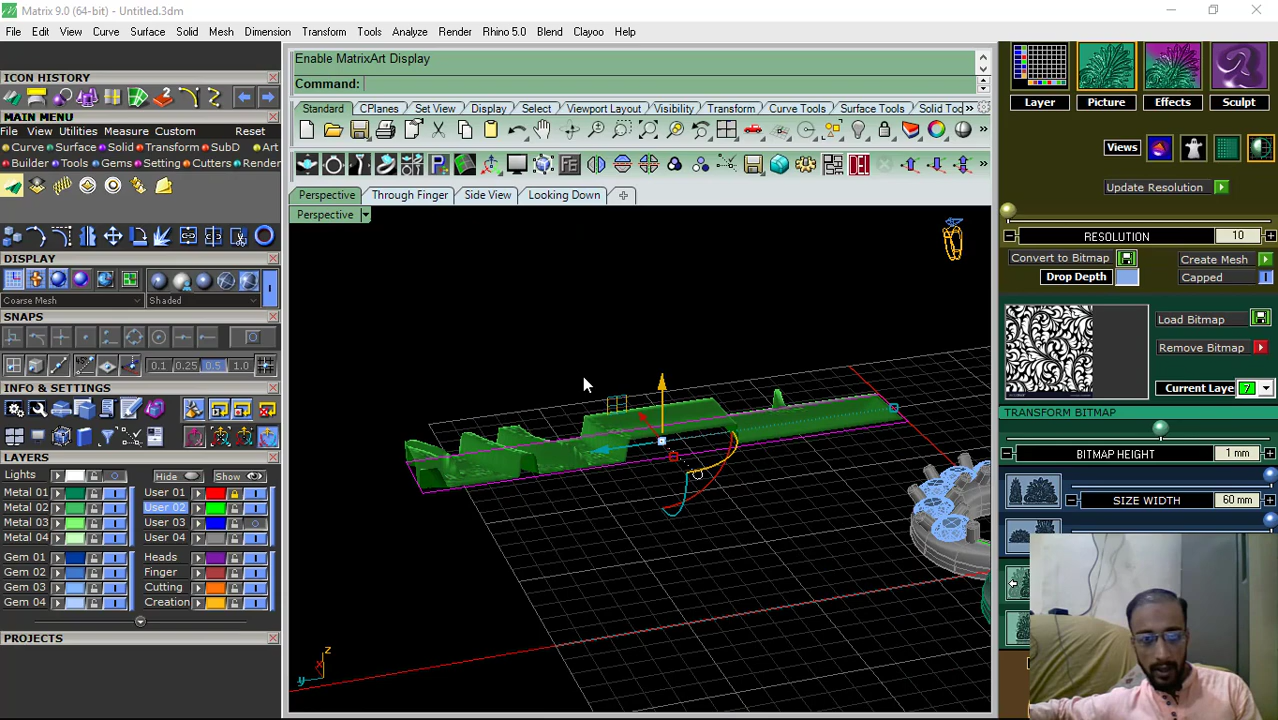 Matrix 9.0 (64-bit) - Untitled.3dm
File Edit View Curve Surface Solid Mesh Dimension Transform Tools Analyze Render Rhino 5.0 Blend Clayoo Help
ICON HISTORY
MAIN MENU
File View Utilities Measure Custom Reset
Curve Surface Solid Transform SubD Art
Builder Tools Gems Setting Cutters Render
DISPLAY
Coarse Mesh Shaded
SNAPS
0.1 0.25 0.5 1.0
INFO & SETTINGS
LAYERS
Lights Hide Show
Metal 01 User 01
Metal 02 User 02
Metal 03 User 03
Metal 04 User 04
Gem 01 Heads
Gem 02 Finger
Gem 03 Cutting
Gem 04 Creation
PROJECTS
Enable MatrixArt Display
Command:
Standard CPlanes Set View Display Select Viewport Layout Visibility Transform Curve Tools Surface Tools Solid Toc
Perspective Through Finger Side View Looking Down
Perspective
z
x
y
Layer Picture Effects Sculpt
Views
Update Resolution
RESOLUTION 10
Convert to Bitmap Create Mesh
Drop Depth Capped
Load Bitmap
Remove Bitmap
Current Laye 7
TRANSFORM BITMAP
BITMAP HEIGHT 1 mm
SIZE WIDTH 60 mm